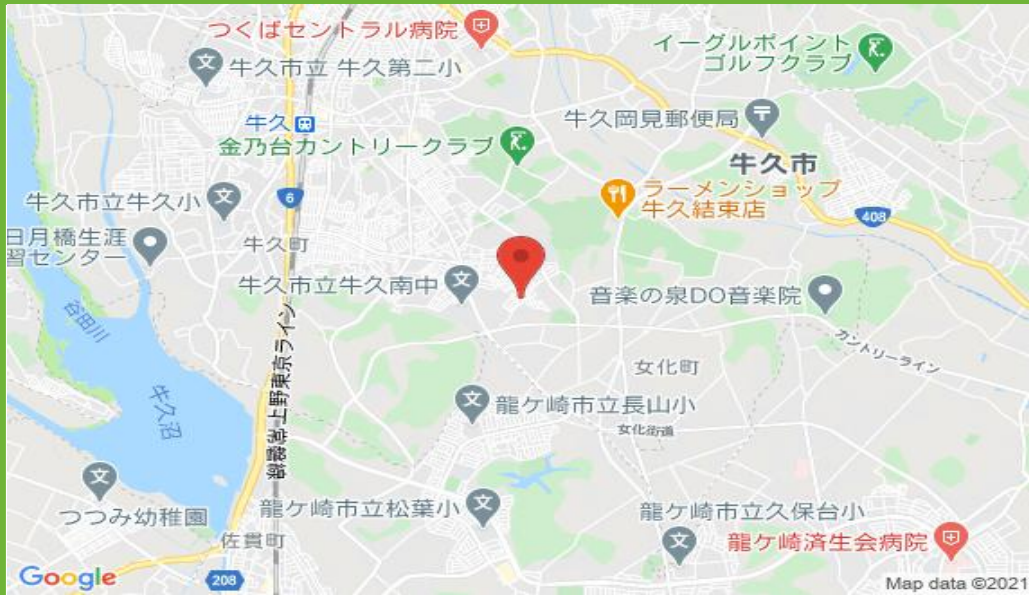 つくばセントラル病院
イーグルポイント
ゴルフクラブ
牛久市立 牛久第二小
牛久岡見郵便局
牛久
金乃台カントリークラブ
牛久市
ラーメンショップ
牛久結束店
6
牛久市立牛久小
408
日月橋生涯
習センター
牛久町
牛久市立牛久南中
音楽の泉DO音楽院
谷田川
カントリーライン
上野東京ライン
女化町
牛久沼
龍ケ崎市立長山小
女化街道
龍ケ崎市立松葉小
龍ケ崎市立久保台小
つつみ幼稚園
佐貫町
龍ケ崎済生会病院
208
Google
Map data ©2021